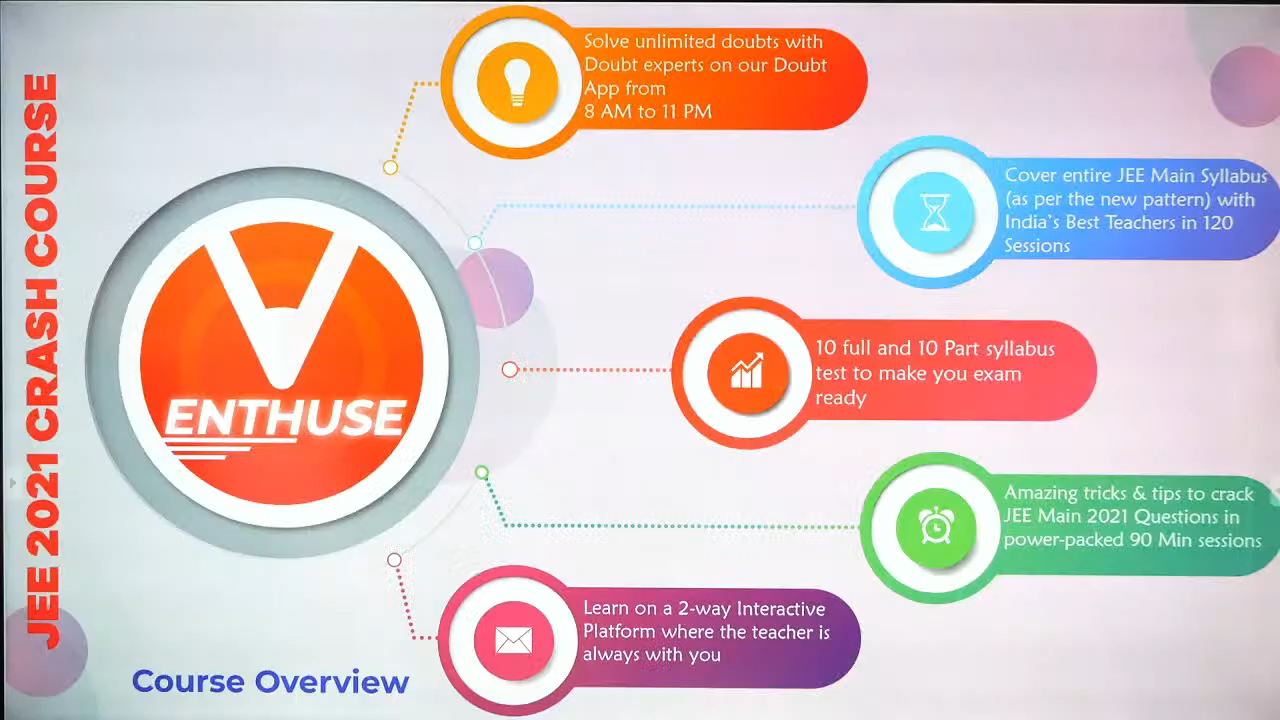 JEE 2021 CRASH COURSE
Solve unlimited doubts with
Doubt experts on our Doubt
App from
8 AM to 11 PM
Cover entire JEE Main Syllabus
(as per the new pattern) with
India's Best Teachers in 120
Sessions
ENTHUSE
10 full and 10 Part syllabus
test to make you exam
ready
Amazing tricks & tips to crack
JEE Main 2021 Questions in
power-packed 90 Min sessions
Learn on a 2-way Interactive
Platform where the teacher is
always with you
Course Overview